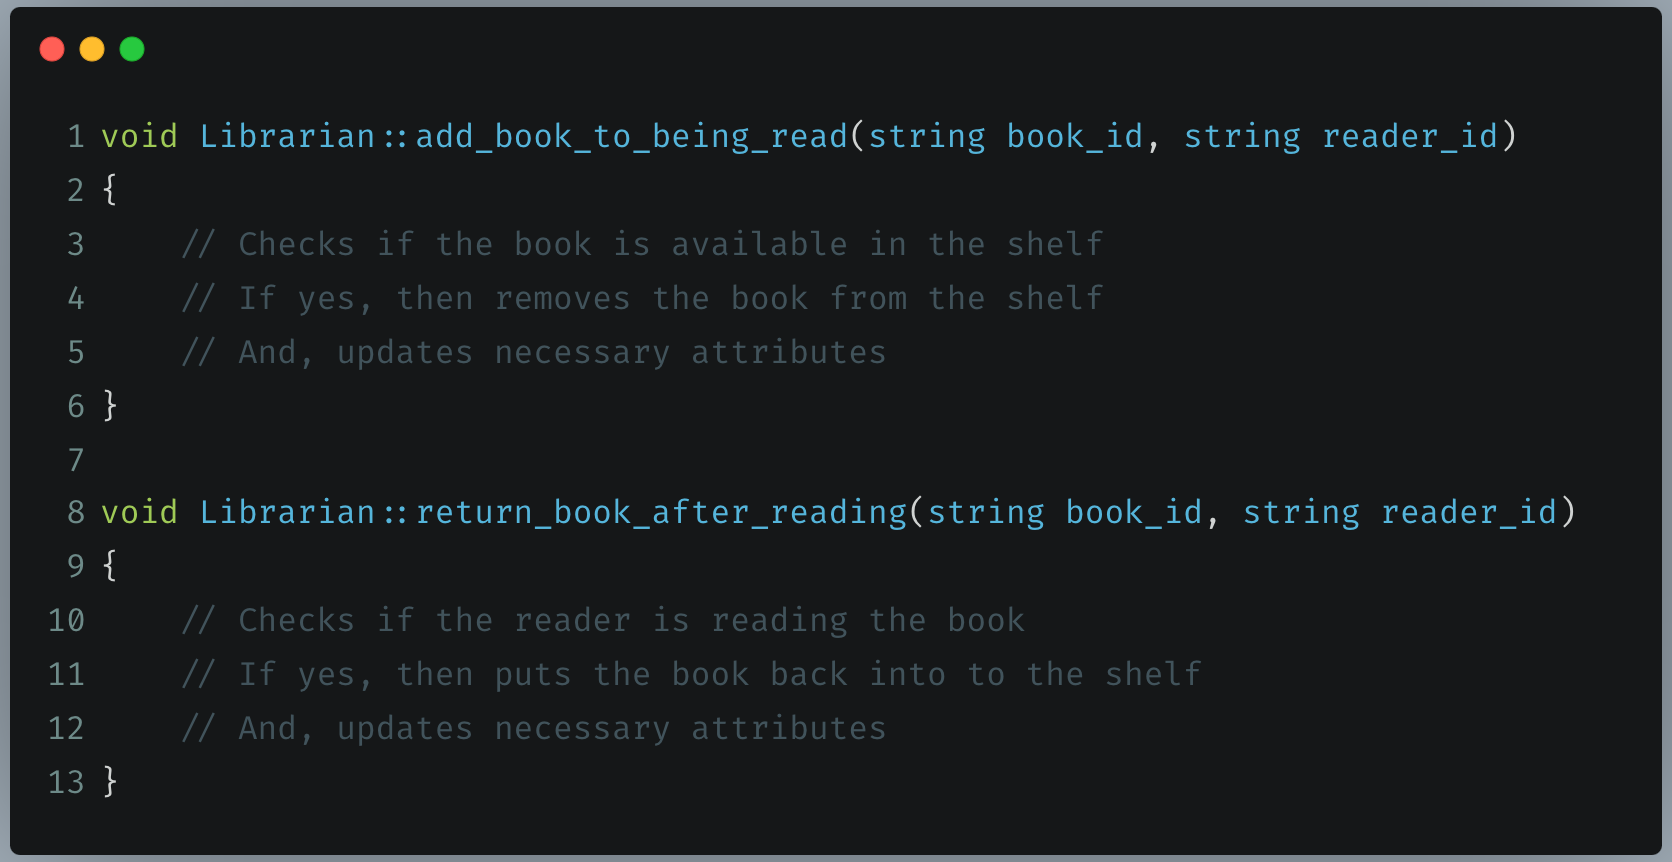 1 void Librarian::add_book_to_being_read(string book_id, string reader_id)
2 {
3     // Checks if the book is available in the shelf
4     // If yes, then removes the book from the shelf
5     // And, updates necessary attributes
6 }
7
8 void Librarian::return_book_after_reading(string book_id, string reader_id)
9 {
10     // Checks if the reader is reading the book
11     // If yes, then puts the book back into to the shelf
12     // And, updates necessary attributes
13 }